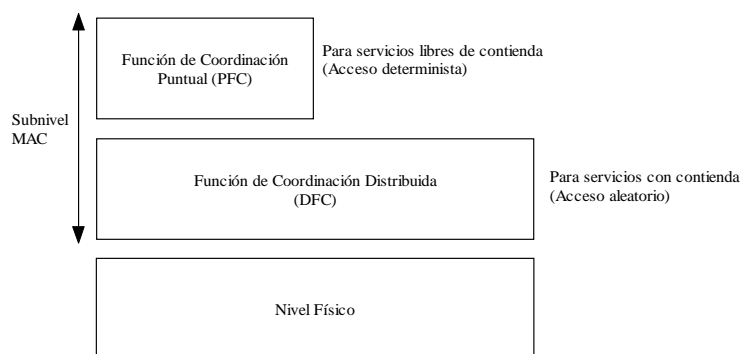 Función de Coordinación
Puntual (PFC)
Para servicios libres de contienda
(Acceso determinista)
Subnivel
MAC
Función de Coordinación Distribuida
(DFC)
Para servicios con contienda
(Acceso aleatorio)
Nivel Físico